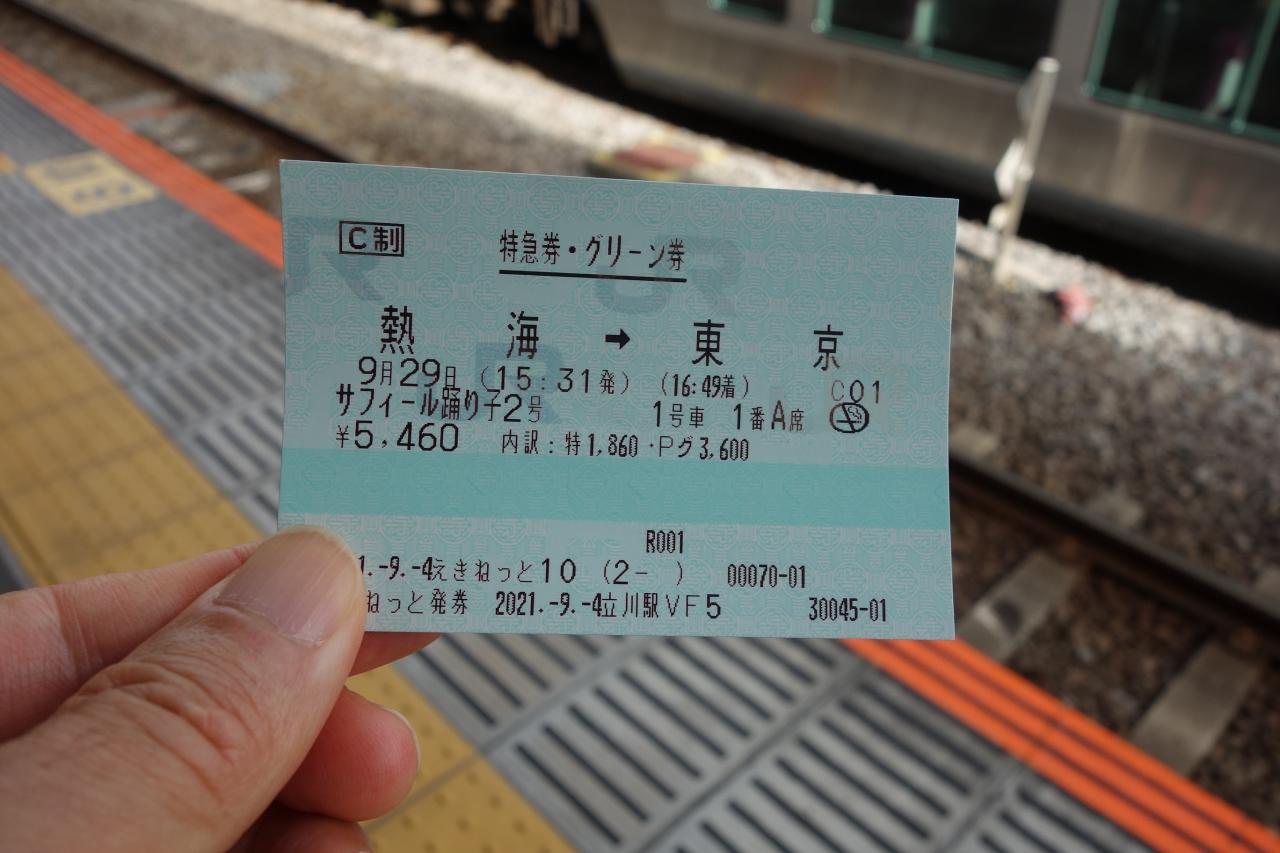 C制 特急券・グリーン券
熱海 → 東京
9月29日 (15:31発) (16:49着) C01
サフィール踊り子2号 1号車 1番A席
¥5,460 内訳:特1,860・Pグ3,600
R001
1.-9.-4えきねっと10 (2- ) 00070-01
ねっと発券 2021.-9.-4立川駅VF5 30045-01